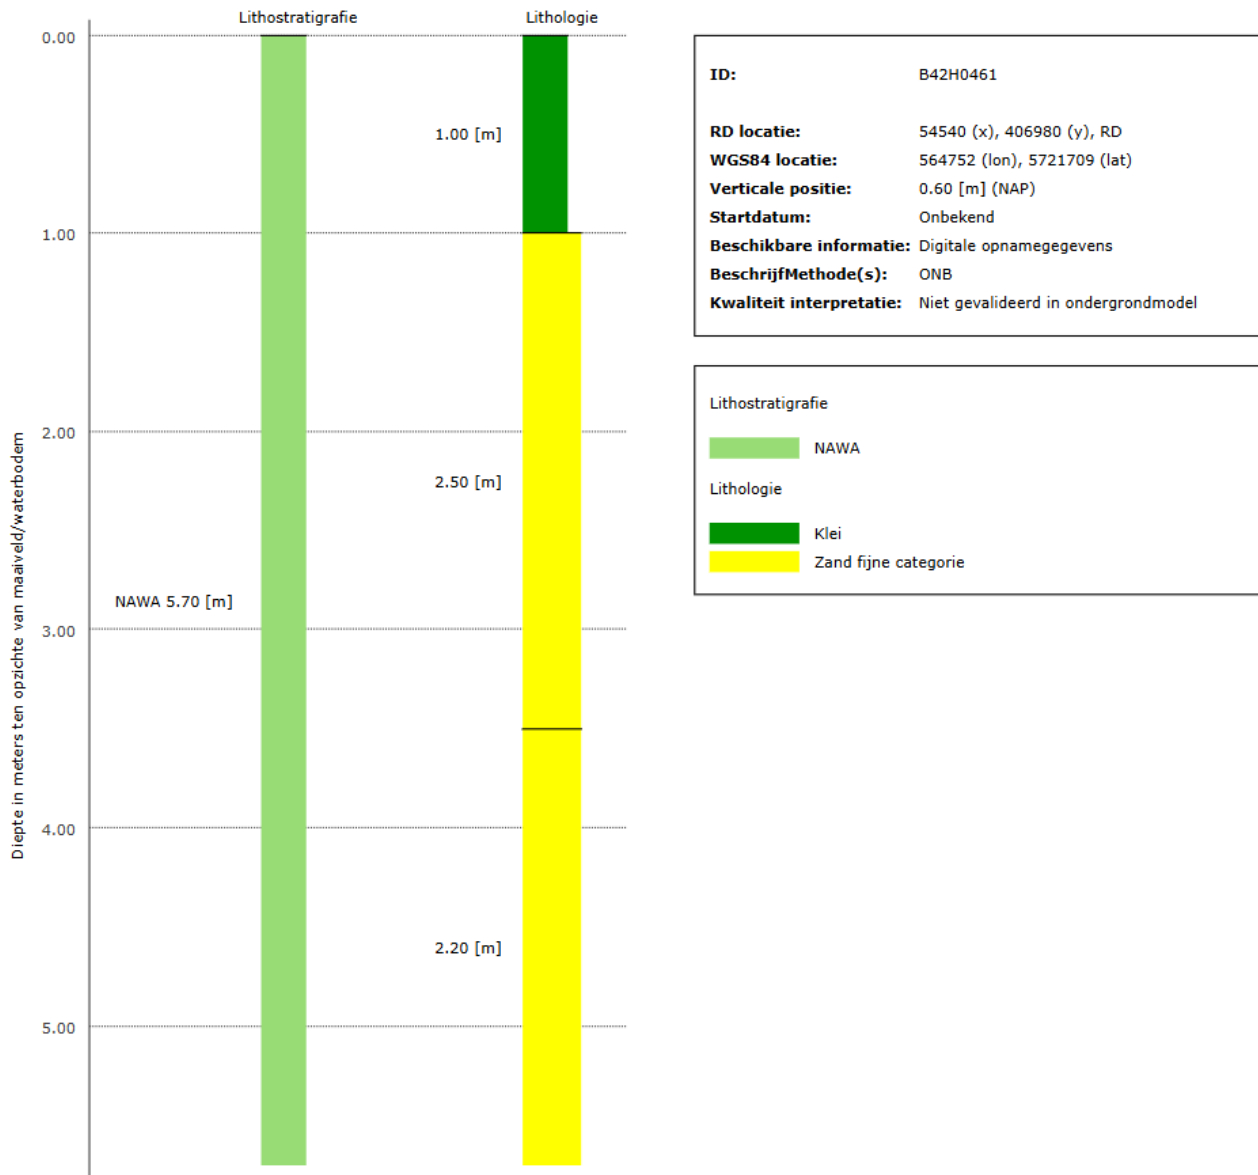 Lithostratigrafie
Lithologie
0.00
1.00 [m]
1.00
2.00
2.50 [m]
NAWA 5.70 [m]
3.00
4.00
2.20 [m]
5.00
Diepte in meters ten opzichte van maaiveld/waterbodem
ID: B42H0461
RD locatie: 54540 (x), 406980 (y), RD
WGS84 locatie: 564752 (lon), 5721709 (lat)
Verticale positie: 0.60 [m] (NAP)
Startdatum: Onbekend
Beschikbare informatie: Digitale opnamegegevens
BeschrijfMethode(s): ONB
Kwaliteit interpretatie: Niet gevalideerd in ondergrondmodel
Lithostratigrafie
NAWA
Lithologie
Klei
Zand fijne categorie